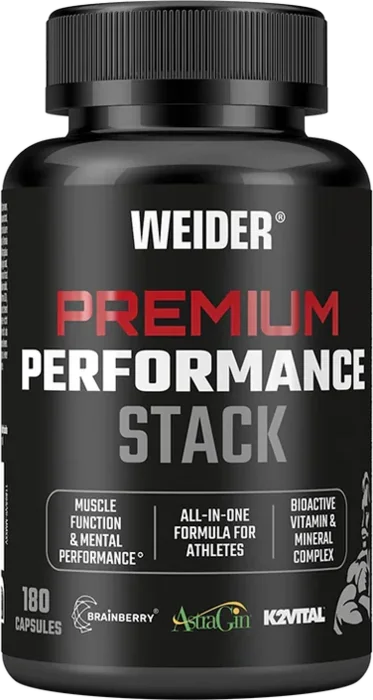 WEIDER®
PREMIUM
PERFORMANCE
STACK
MUSCLE
FUNCTION
& MENTAL
PERFORMANCE°
ALL-IN-ONE
FORMULA FOR
ATHLETES
BIOACTIVE
VITAMIN &
MINERAL
COMPLEX
180
CAPSULES
BRAINBERRY®
AstraGin
K2VITAL®